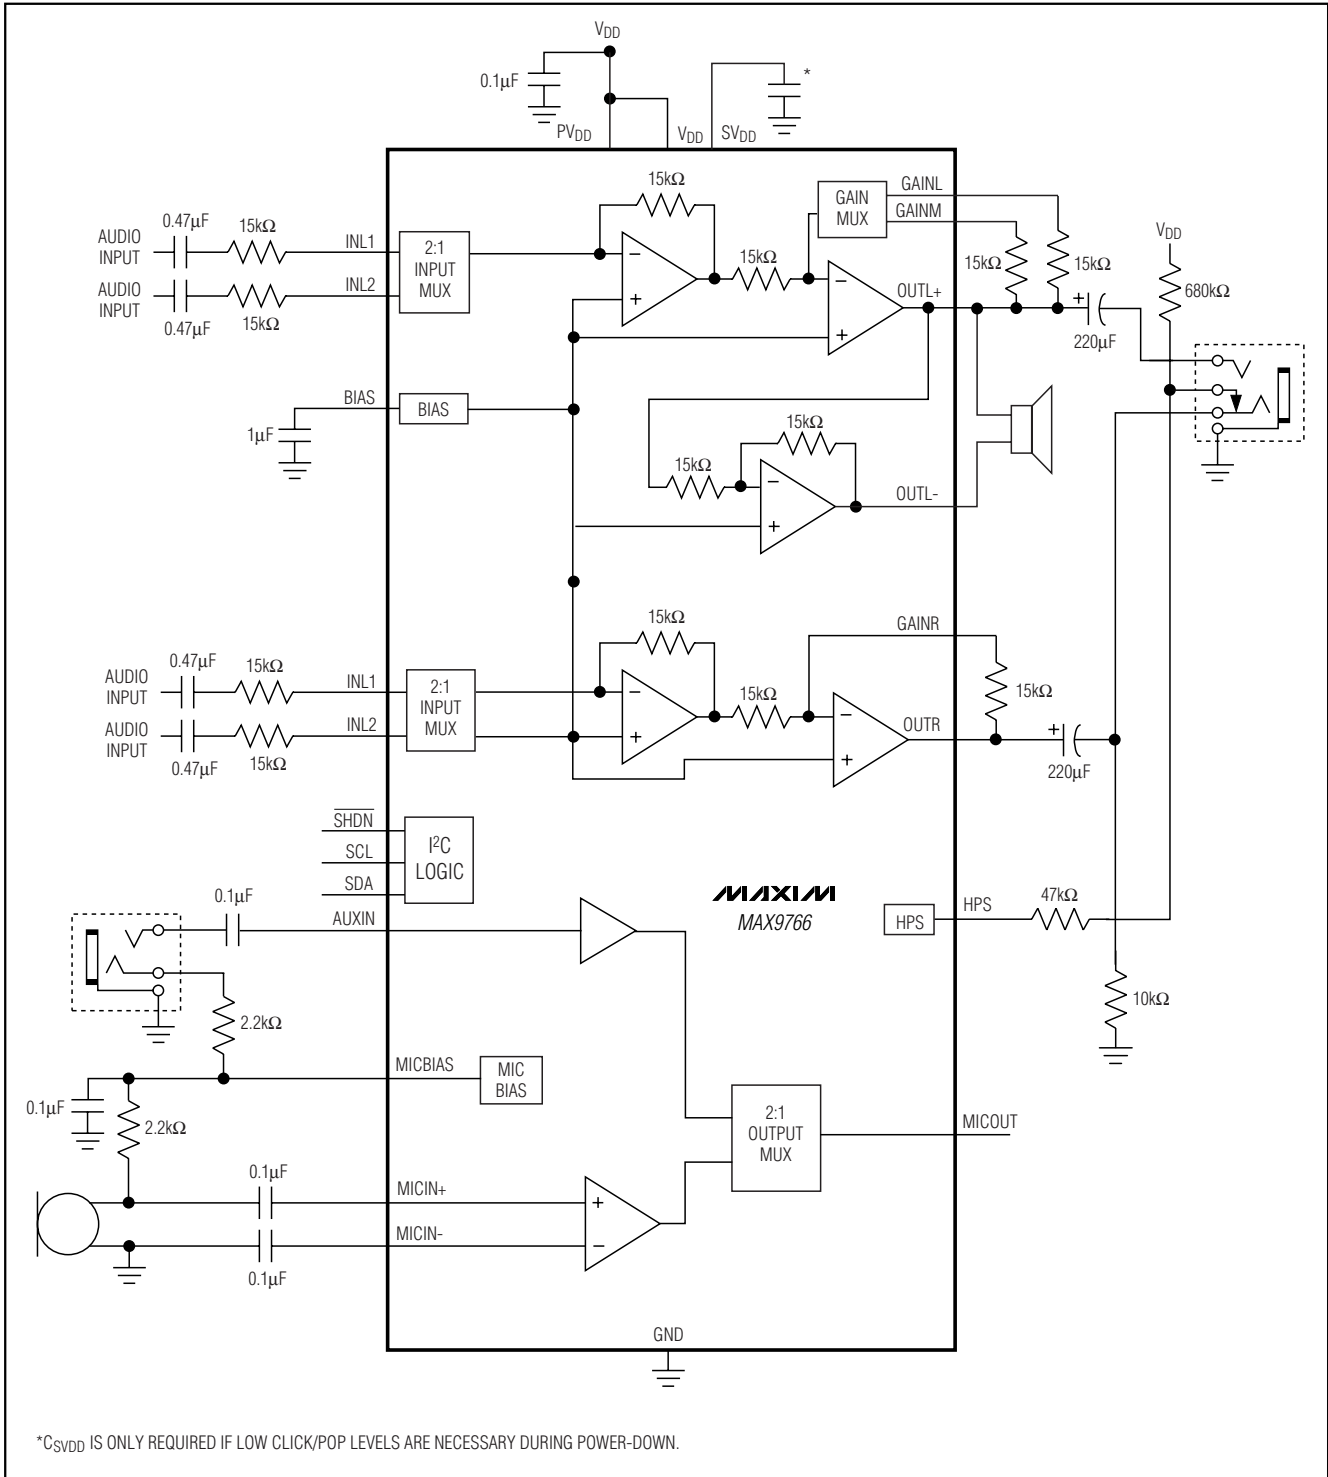 VDD
0.1µF
*
PVDD
VDD
SVDD
15kΩ
GAIN
MUX
GAINL
GAINM
0.47µF
15kΩ
AUDIO
INPUT
INL1
2:1
INPUT
MUX
−
+
15kΩ
−
+
15kΩ
15kΩ
VDD
680kΩ
AUDIO
INPUT
INL2
0.47µF
15kΩ
OUTL+
+
220µF
BIAS
BIAS
1µF
15kΩ
15kΩ
−
+
OUTL-
15kΩ
GAINR
0.47µF
15kΩ
AUDIO
INPUT
INL1
2:1
INPUT
MUX
−
+
15kΩ
−
+
15kΩ
AUDIO
INPUT
INL2
0.47µF
15kΩ
OUTR
+
220µF
SHDN
SCL
SDA
I2C
LOGIC
0.1µF
AUXIN
MAXIM
MAX9766
HPS
HPS
47kΩ
10kΩ
2.2kΩ
MICBIAS
MIC
BIAS
0.1µF
2.2kΩ
2:1
OUTPUT
MUX
MICOUT
0.1µF
MICIN+
+
MICIN-
−
0.1µF
GND
*CSVDD IS ONLY REQUIRED IF LOW CLICK/POP LEVELS ARE NECESSARY DURING POWER-DOWN.